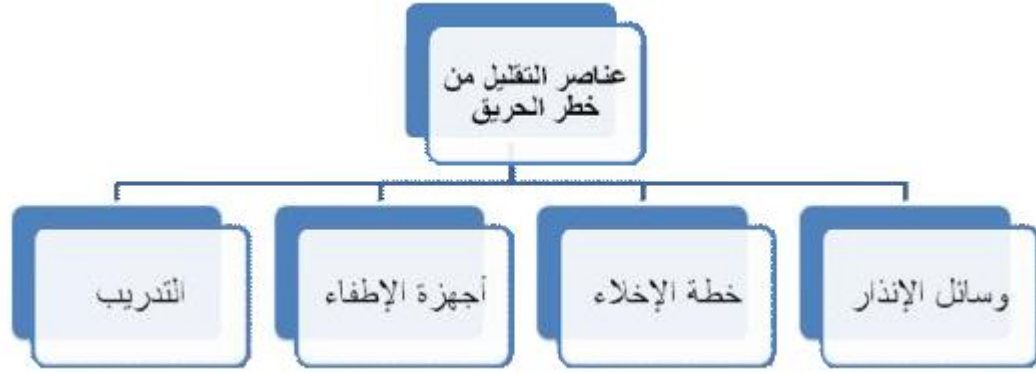 عناصر التقليل من
خطر الحريق
وسائل الإنذار
خطة الإخلاء
أجهزة الإطفاء
التدريب